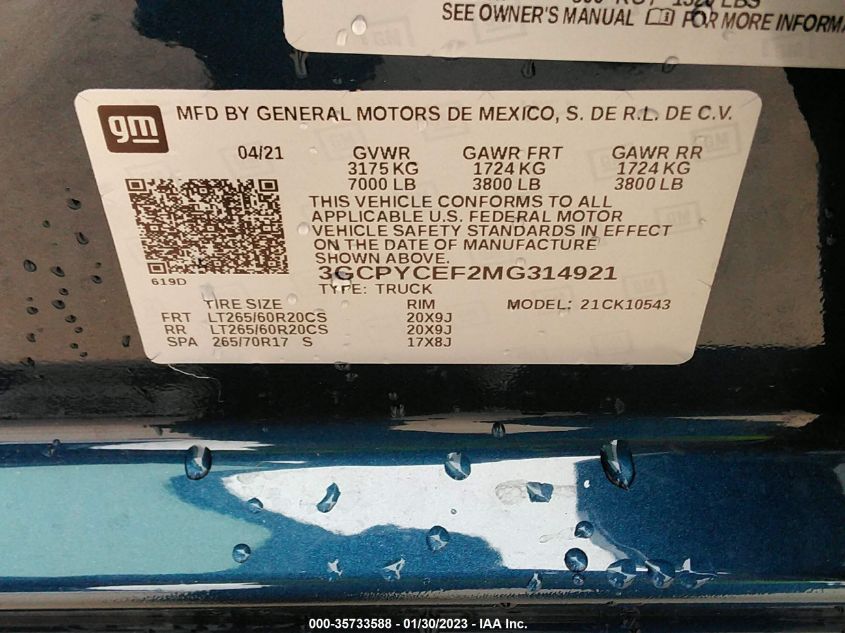 SEE OWNER'S MANUAL FOR MORE INFORMA
gm
MFD BY GENERAL MOTORS DE MEXICO, S. DE R.L. DE C.V.
04/21 GVWR GAWR FRT GAWR RR
3175 KG 1724 KG 1724 KG
7000 LB 3800 LB 3800 LB
THIS VEHICLE CONFORMS TO ALL
APPLICABLE U.S. FEDERAL MOTOR
VEHICLE SAFETY STANDARDS IN EFFECT
ON THE DATE OF MANUFACTURE
SHOWN ABOVE.
619D
3GCPYCEF2MG314921
TYPE: TRUCK
TIRE SIZE RIM MODEL: 21CK10543
FRT LT265/60R20CS 20X9J
RR LT265/60R20CS 20X9J
SPA 265/70R17 S 17X8J
000-35733588 - 01/30/2023 - IAA Inc.